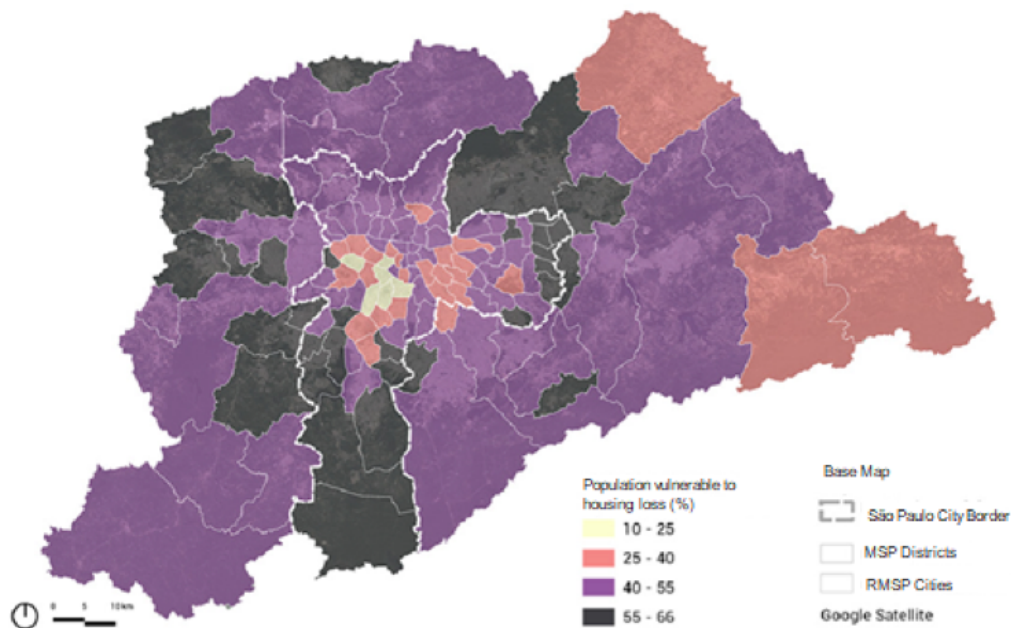 Population vulnerable to
housing loss (%)
10 - 25
25 - 40
40 - 55
55 - 66
Base Map
São Paulo City Border
MSP Districts
RMSP Cities
Google Satellite
0 5 10 km